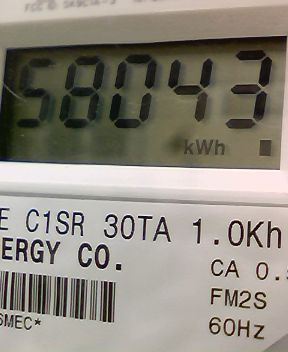 58043
kWh
E C1SR 30TA 1.0Kh
ERGY CO.
CA 0.
FM2S
SMEC*
60Hz